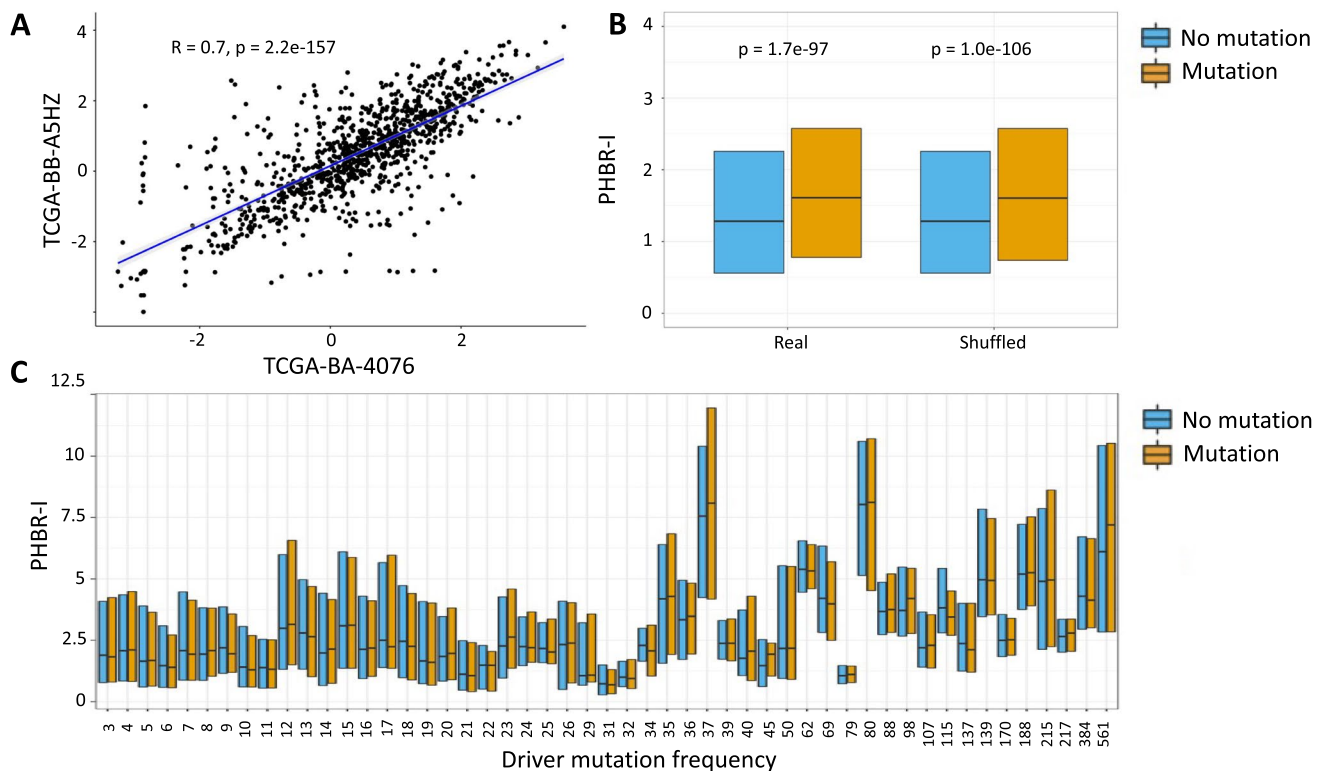 A
R = 0.7, p = 2.2e-157
4
2
0
-2
TCGA-BB-A5HZ
-2
0
2
TCGA-BA-4076
B
4
3
2
1
0
PHBR-I
p = 1.7e-97
p = 1.0e-106
Real
Shuffled
No mutation
Mutation
C
12.5
10
7.5
5
2.5
0
PHBR-I
3 4 5 6 7 8 9 10 11 12 13 14 15 16 17 18 19 20 21 22 23 24 25 26 29 31 32 34 35 36 37 39 40 45 50 62 69 79 80 88 98 107 115 137 139 170 188 215 217 384 561
Driver mutation frequency
No mutation
Mutation